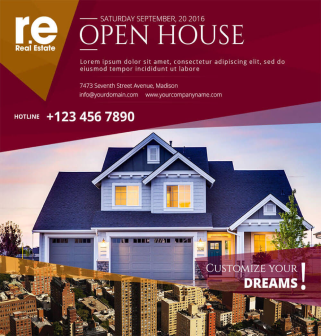 re
Real Estate
SATURDAY SEPTEMBER, 20 2016
OPEN HOUSE
Lorem ipsum dolor sit amet, consectetur adipiscing elit, sed do
eiusmod tempor incididunt ut labore
7473 Seventh Street Avenue, Madison
info@yourdomain.com www.yourcompanyname.com
HOTLINE +123 456 7890
CUSTOMIZE YOUR
DREAMS!